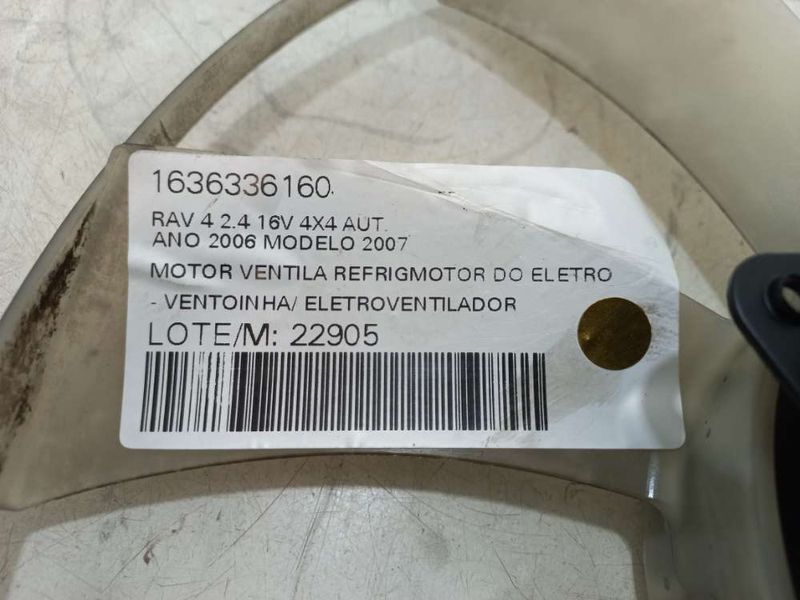 1636336160.
RAV 4 2.4 16V 4X4 AUT.
ANO 2006 MODELO 2007
MOTOR VENTILA REFRIGMOTOR DO ELETRO
- VENTOINHA/ ELETROVENTILADOR
LOTE/M: 22905